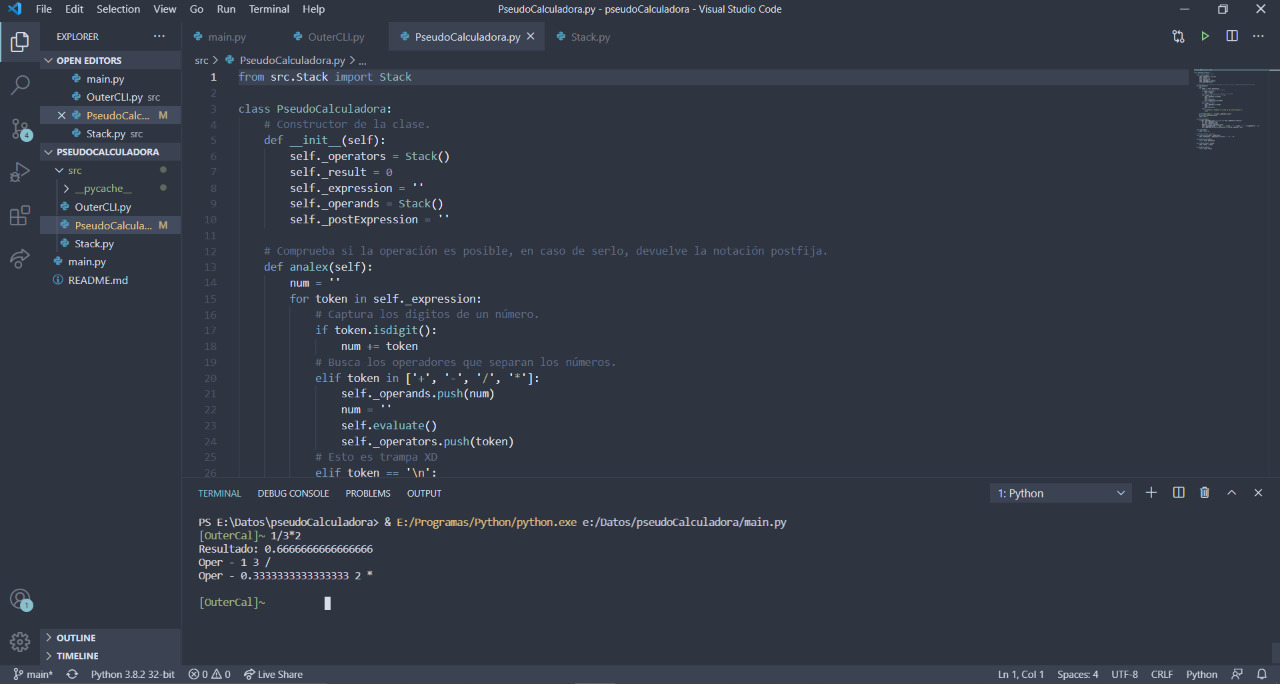 File Edit Selection View Go Run Terminal Help PseudoCalculadora.py - pseudoCalculadora - Visual Studio Code
EXPLORER ···
OPEN EDITORS
main.py
OuterCLI.py src
PseudoCalc... M
Stack.py src
PSEUDOCALCULADORA
src
__pycache__
OuterCLI.py
PseudoCalcula... M
Stack.py
main.py
README.md
OUTLINE
TIMELINE
4
1
main.py OuterCLI.py PseudoCalculadora.py Stack.py
src > PseudoCalculadora.py > ...
1 from src.Stack import Stack
2
3 class PseudoCalculadora:
4 # Constructor de la clase.
5 def __init__(self):
6 self._operators = Stack()
7 self._result = 0
8 self._expression = ''
9 self._operands = Stack()
10 self._postExpression = ''
11
12 # Comprueba si la operación es posible, en caso de serlo, devuelve la notación postfija.
13 def analex(self):
14 num = ''
15 for token in self._expression:
16 # Captura los digitos de un número.
17 if token.isdigit():
18 num += token
19 # Busca los operadores que separan los números.
20 elif token in ['+', '-', '/', '*']:
21 self._operands.push(num)
22 num = ''
23 self.evaluate()
24 self._operators.push(token)
25 # Esto es trampa XD
26 elif token == '\n':
TERMINAL DEBUG CONSOLE PROBLEMS OUTPUT 1: Python
PS E:\Datos\pseudoCalculadora> & E:/Programas/Python/python.exe e:/Datos/pseudoCalculadora/main.py
[OuterCal]~ 1/3*2
Resultado: 0.6666666666666666
Oper - 1 3 /
Oper - 0.3333333333333333 2 *
[OuterCal]~
main* Python 3.8.2 32-bit 0 0 Live Share Ln 1, Col 1 Spaces: 4 UTF-8 CRLF Python